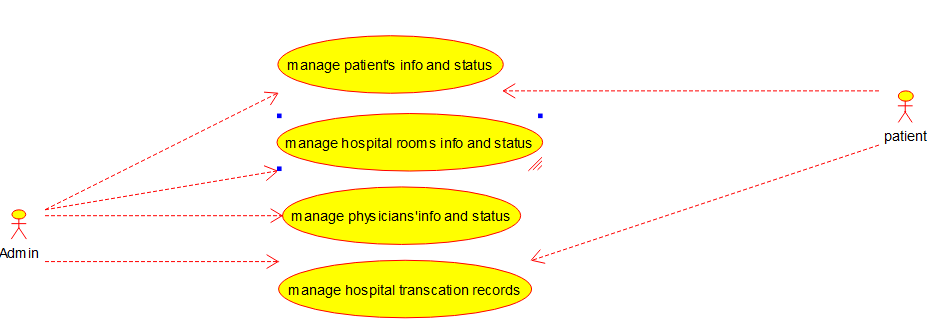 manage patient's info and status
manage hospital rooms info and status
patient
manage physicians'info and status
Admin
manage hospital transcation records